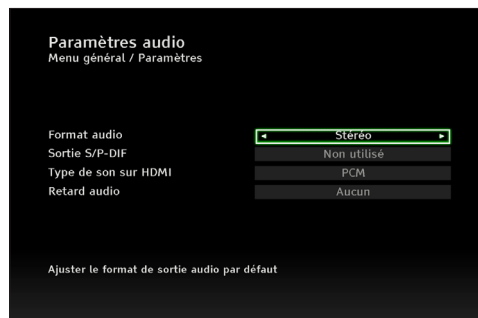 Paramètres audio
Menu général / Paramètres
Format audio
Stéréo
Sortie S/P-DIF
Non utilisé
Type de son sur HDMI
PCM
Retard audio
Aucun
Ajuster le format de sortie audio par défaut